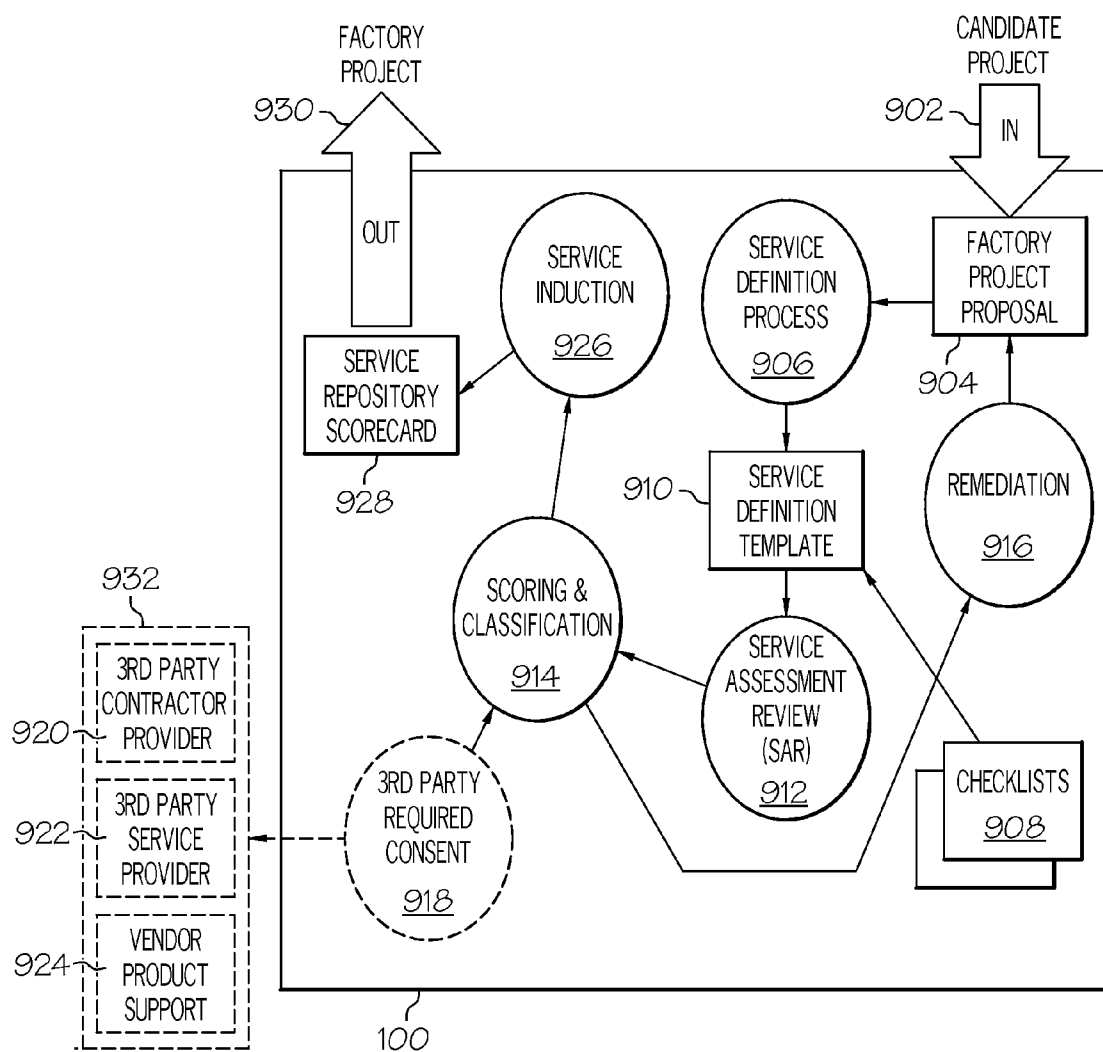 FACTORY
PROJECT
930
OUT
CANDIDATE
PROJECT
902
IN
SERVICE
INDUCTION
926
SERVICE
DEFINITION
PROCESS
906
FACTORY
PROJECT
PROPOSAL
904
SERVICE
REPOSITORY
SCORECARD
928
910
SERVICE
DEFINITION
TEMPLATE
REMEDIATION
916
SCORING &
CLASSIFICATION
914
SERVICE
ASSESSMENT
REVIEW
(SAR)
912
CHECKLISTS
908
932
3RD PARTY
CONTRACTOR
PROVIDER
920
3RD PARTY
SERVICE
PROVIDER
922
VENDOR
PRODUCT
SUPPORT
924
3RD PARTY
REQUIRED
CONSENT
918
100